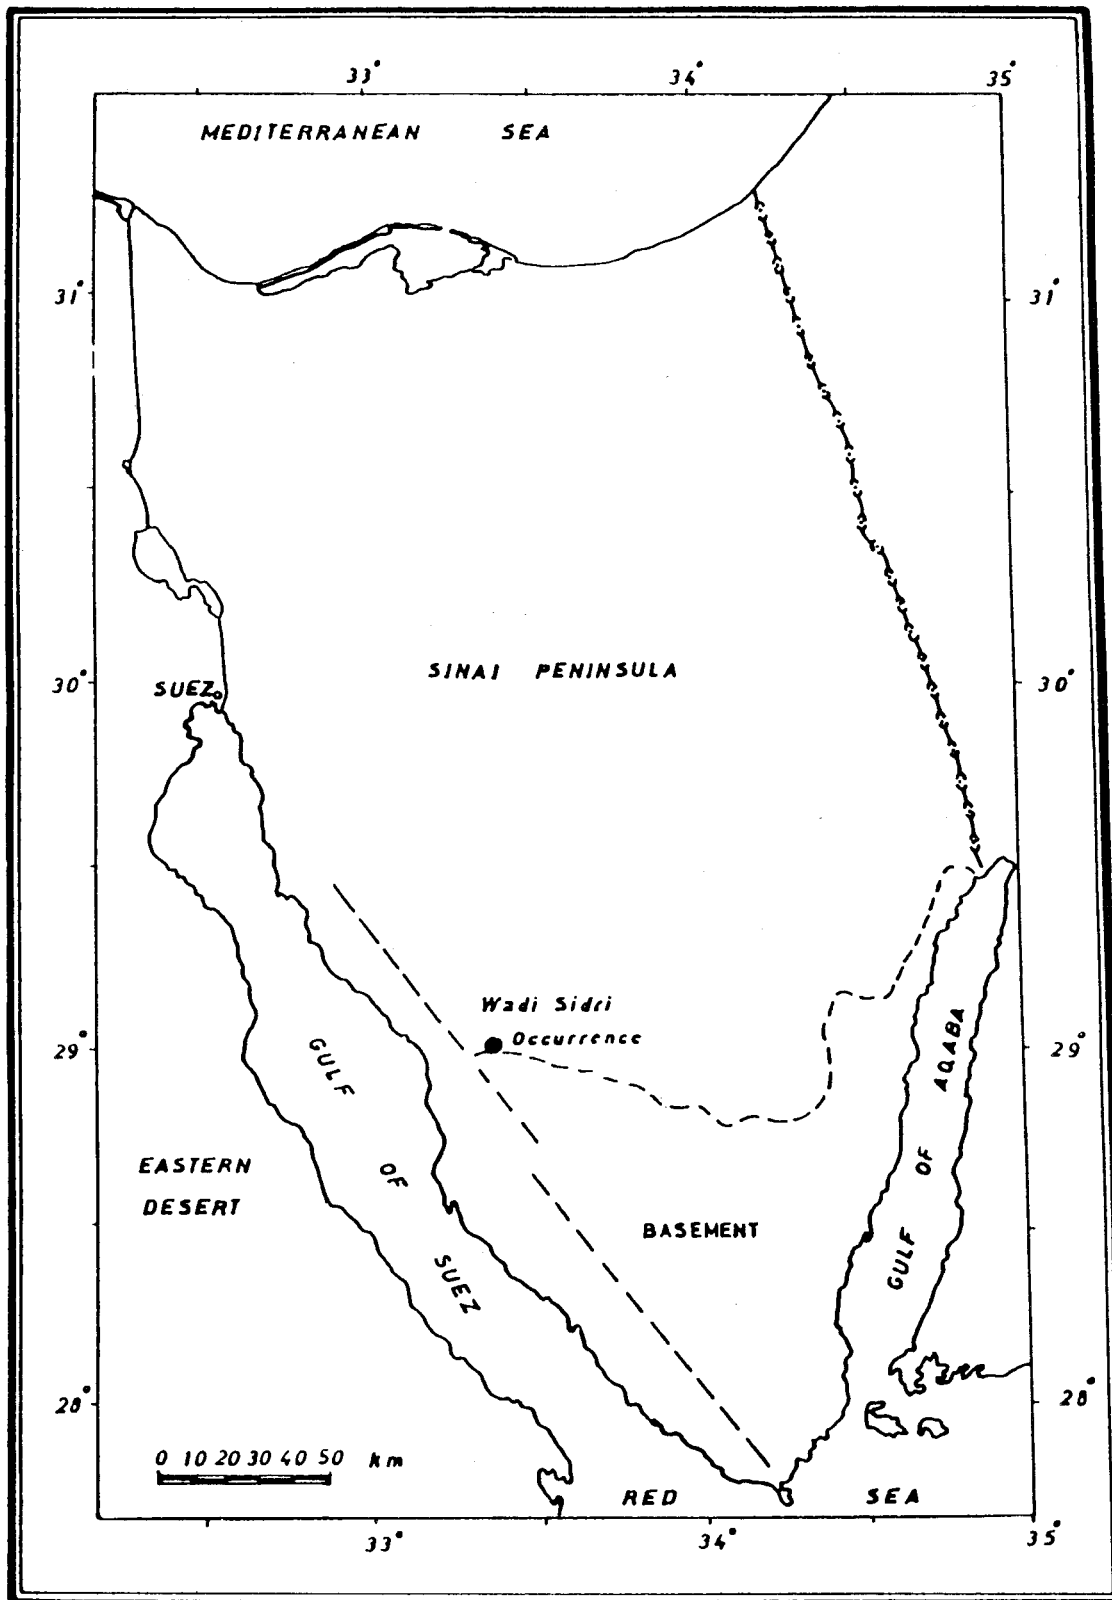 33° 34° 35°
MEDITERRANEAN SEA
31° 31°
SINAI PENINSULA
30° SUEZ 30°
Wadi Sidri
Occurrence
29° 29°
GULF OF SUEZ
GULF OF AQABA
EASTERN
DESERT
BASEMENT
28° 28°
0 10 20 30 40 50 km
RED SEA
33° 34° 35°